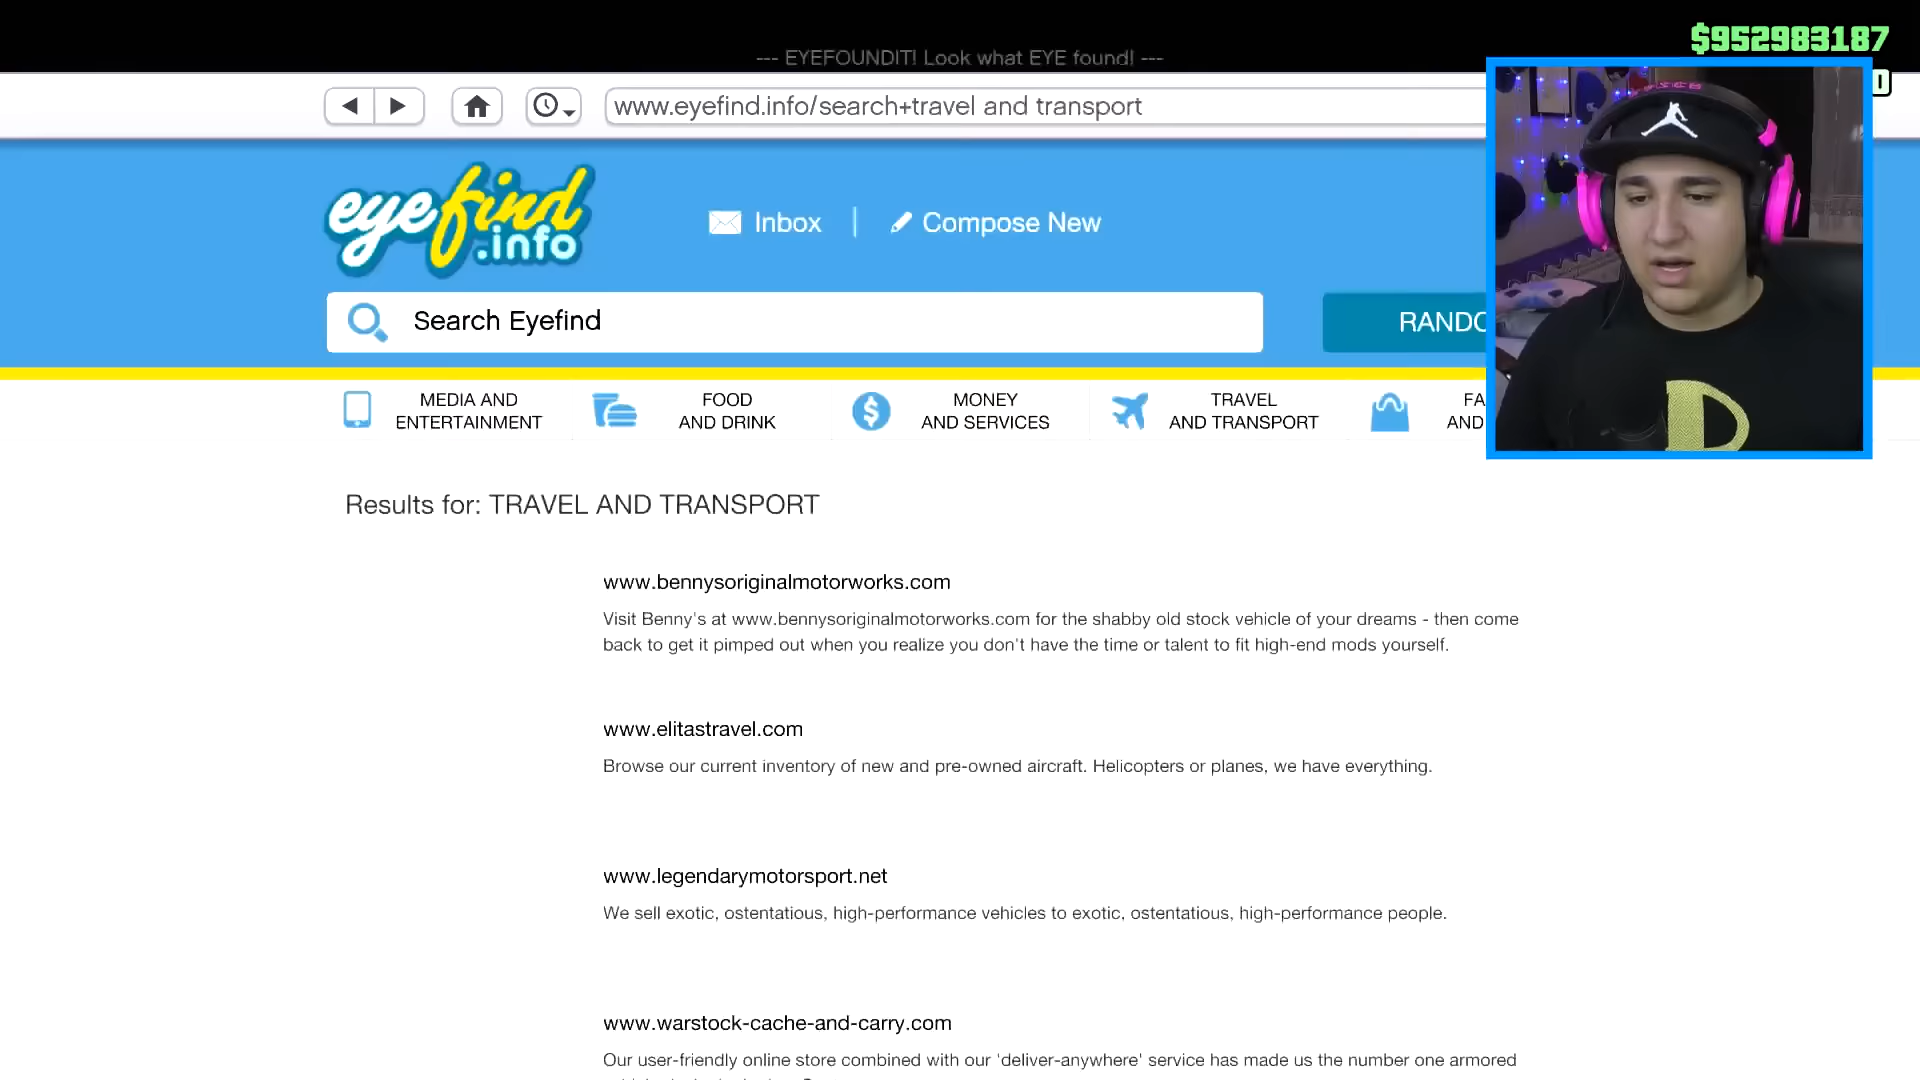 $952983187
--- EYEFOUNDIT! Look what EYE found! ---
www.eyefind.info/search+travel and transport
eyefind
.info
Inbox
Compose New
Search Eyefind
MEDIA AND
ENTERTAINMENT
FOOD
AND DRINK
MONEY
AND SERVICES
TRAVEL
AND TRANSPORT
AND
Results for: TRAVEL AND TRANSPORT
www.bennysoriginalmotorworks.com
Visit Benny's at www.bennysoriginalmotorworks.com for the shabby old stock vehicle of your dreams - then come
back to get it pimped out when you realize you don't have the time or talent to fit high-end mods yourself.
www.elitastravel.com
Browse our current inventory of new and pre-owned aircraft. Helicopters or planes, we have everything.
www.legendarymotorsport.net
We sell exotic, ostentatious, high-performance vehicles to exotic, ostentatious, high-performance people.
www.warstock-cache-and-carry.com
Our user-friendly online store combined with our 'deliver-anywhere' service has made us the number one armored